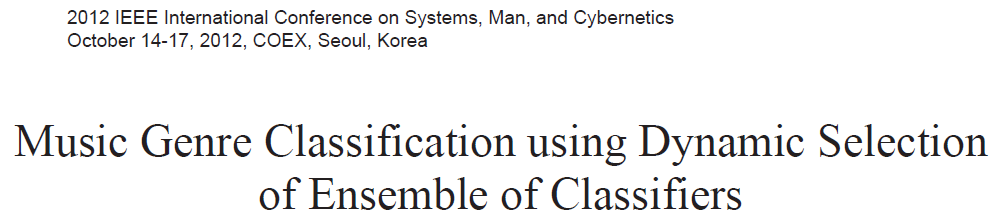 2012 IEEE International Conference on Systems, Man, and Cybernetics
October 14-17, 2012, COEX, Seoul, Korea
Music Genre Classification using Dynamic Selection
of Ensemble of Classifiers